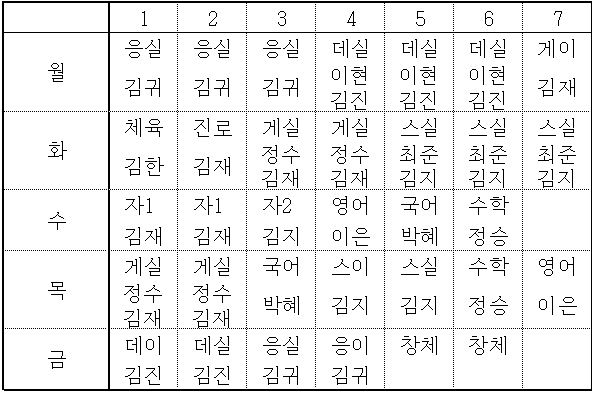 1 2 3 4 5 6 7
월 응실 응실 응실 데실 데실 데실 게이
김귀 김귀 김귀 이현 이현 이현 김재
김진 김진 김진
화 체육 진로 게실 게실 스실 스실 스실
김한 김재 정수 정수 최준 최준 최준
김재 김재 김지 김지 김지
수 자1 자1 자2 영어 국어 수학
김재 김재 김지 이은 박혜 정승
목 게실 게실 국어 스이 스실 수학 영어
정수 정수 박혜 김지 김지 정승 이은
김재 김재
금 데이 데실 응실 응이 창체 창체
김진 김진 김귀 김귀